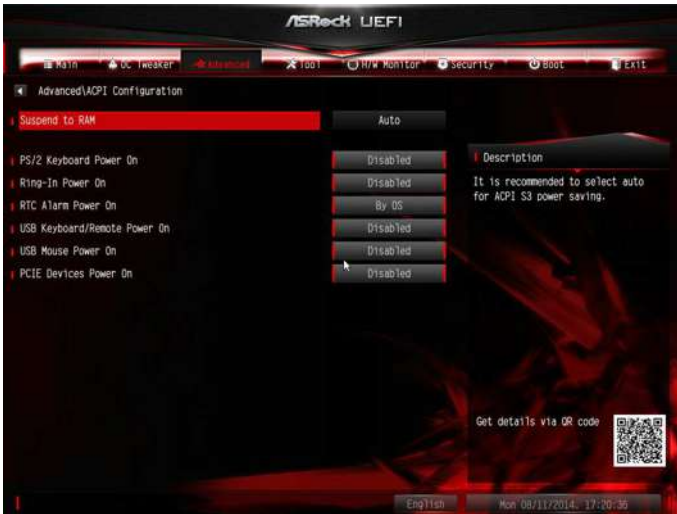 ASRock UEFI
Main OC Tweaker Advanced Tool H/W Monitor Security Boot Exit
Advanced\ACPI Configuration
Suspend to RAM Auto
PS/2 Keyboard Power On Disabled
Ring-In Power On Disabled
RTC Alarm Power On By OS
USB Keyboard/Remote Power On Disabled
USB Mouse Power On Disabled
PCIE Devices Power On Disabled
Description
It is recommended to select auto
for ACPI S3 power saving.
Get details via QR code
English Mon 08/11/2014, 17:20:36